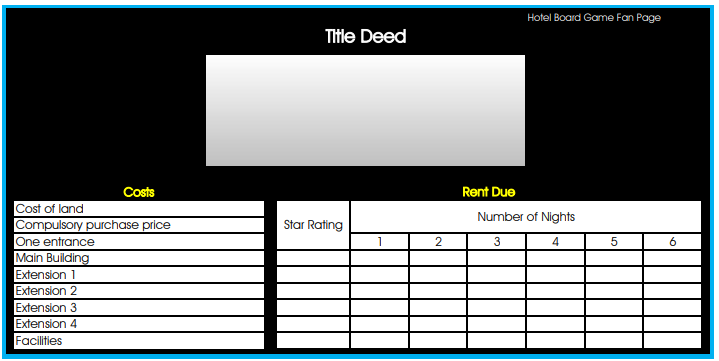 Hotel Board Game Fan Page
Title Deed
Costs
Rent Due
Cost of land
Compulsory purchase price
One entrance
Main Building
Extension 1
Extension 2
Extension 3
Extension 4
Facilities
Star Rating
Number of Nights
1 2 3 4 5 6